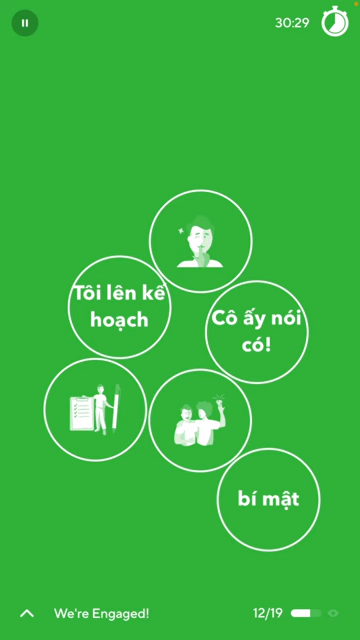 30:29
Tôi lên kế
hoạch
Cô ấy nói
có!
bí mật
We're Engaged!
12/19